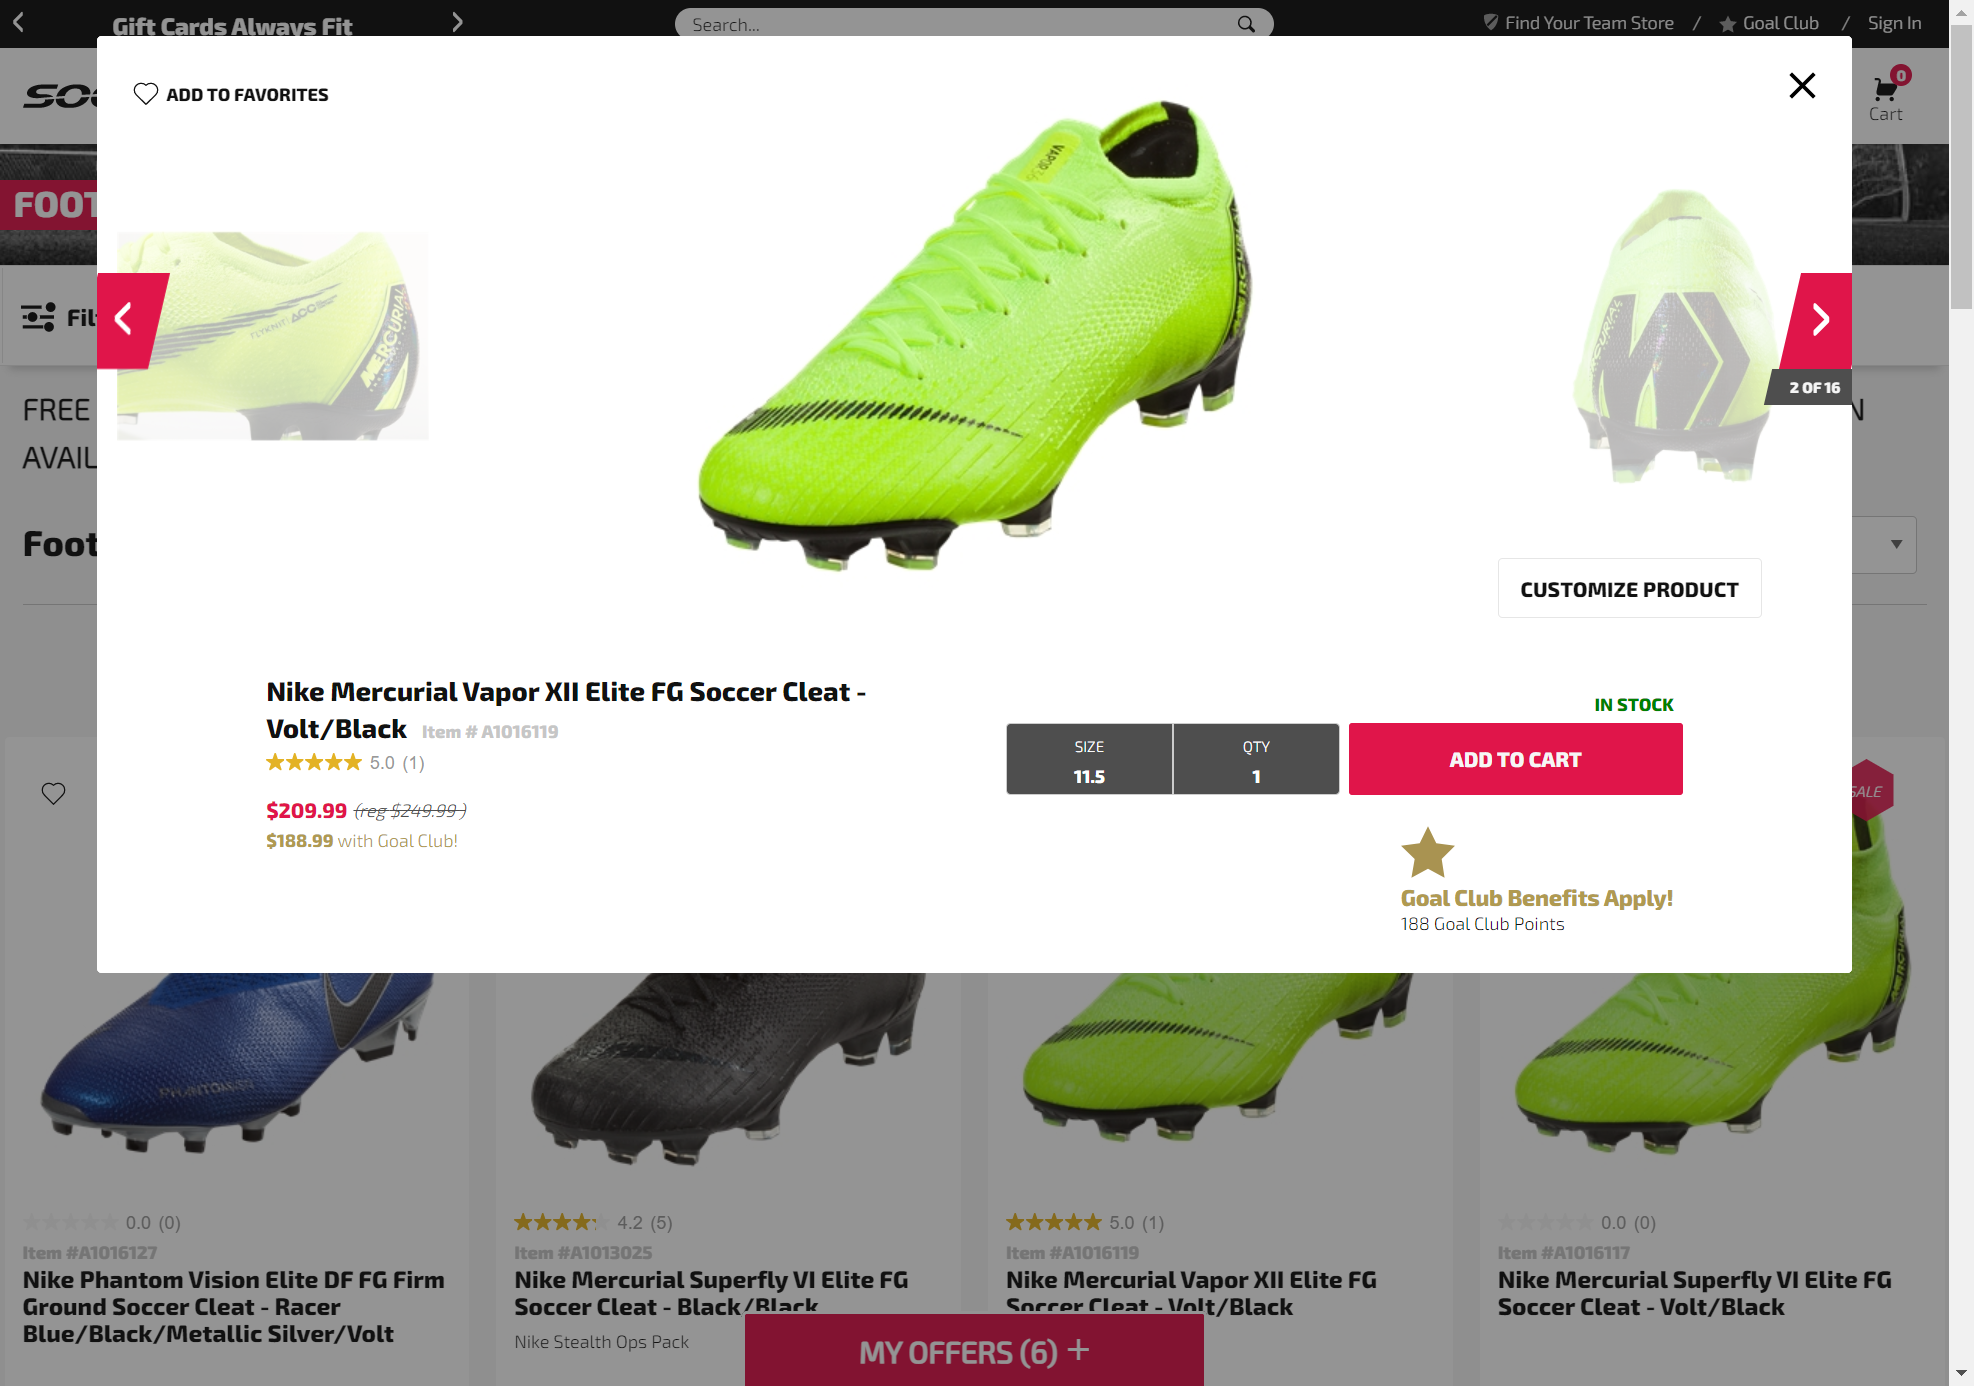 Gift Cards Always Fit
Search...
Find Your Team Store / Goal Club / Sign In
0
Cart
ADD TO FAVORITES
2 OF 16
CUSTOMIZE PRODUCT
Nike Mercurial Vapor XII Elite FG Soccer Cleat -
Volt/Black Item # A1016119
5.0 (1)
$209.99 (reg $249.99 )
$188.99 with Goal Club!
IN STOCK
SIZE
11.5
QTY
1
ADD TO CART
Goal Club Benefits Apply!
188 Goal Club Points
FREE
SALE
MERCURIAL
FLYKNIT ACC
0.0 (0)
Item #A1016127
Nike Phantom Vision Elite DF FG Firm
Ground Soccer Cleat - Racer
Blue/Black/Metallic Silver/Volt
4.2 (5)
Item #A1013025
Nike Mercurial Superfly VI Elite FG
Soccer Cleat - Black/Black
Nike Stealth Ops Pack
5.0 (1)
Item #A1016119
Nike Mercurial Vapor XII Elite FG
Soccer Cleat - Volt/Black
0.0 (0)
Item #A1016117
Nike Mercurial Superfly VI Elite FG
Soccer Cleat - Volt/Black
MY OFFERS (6) +